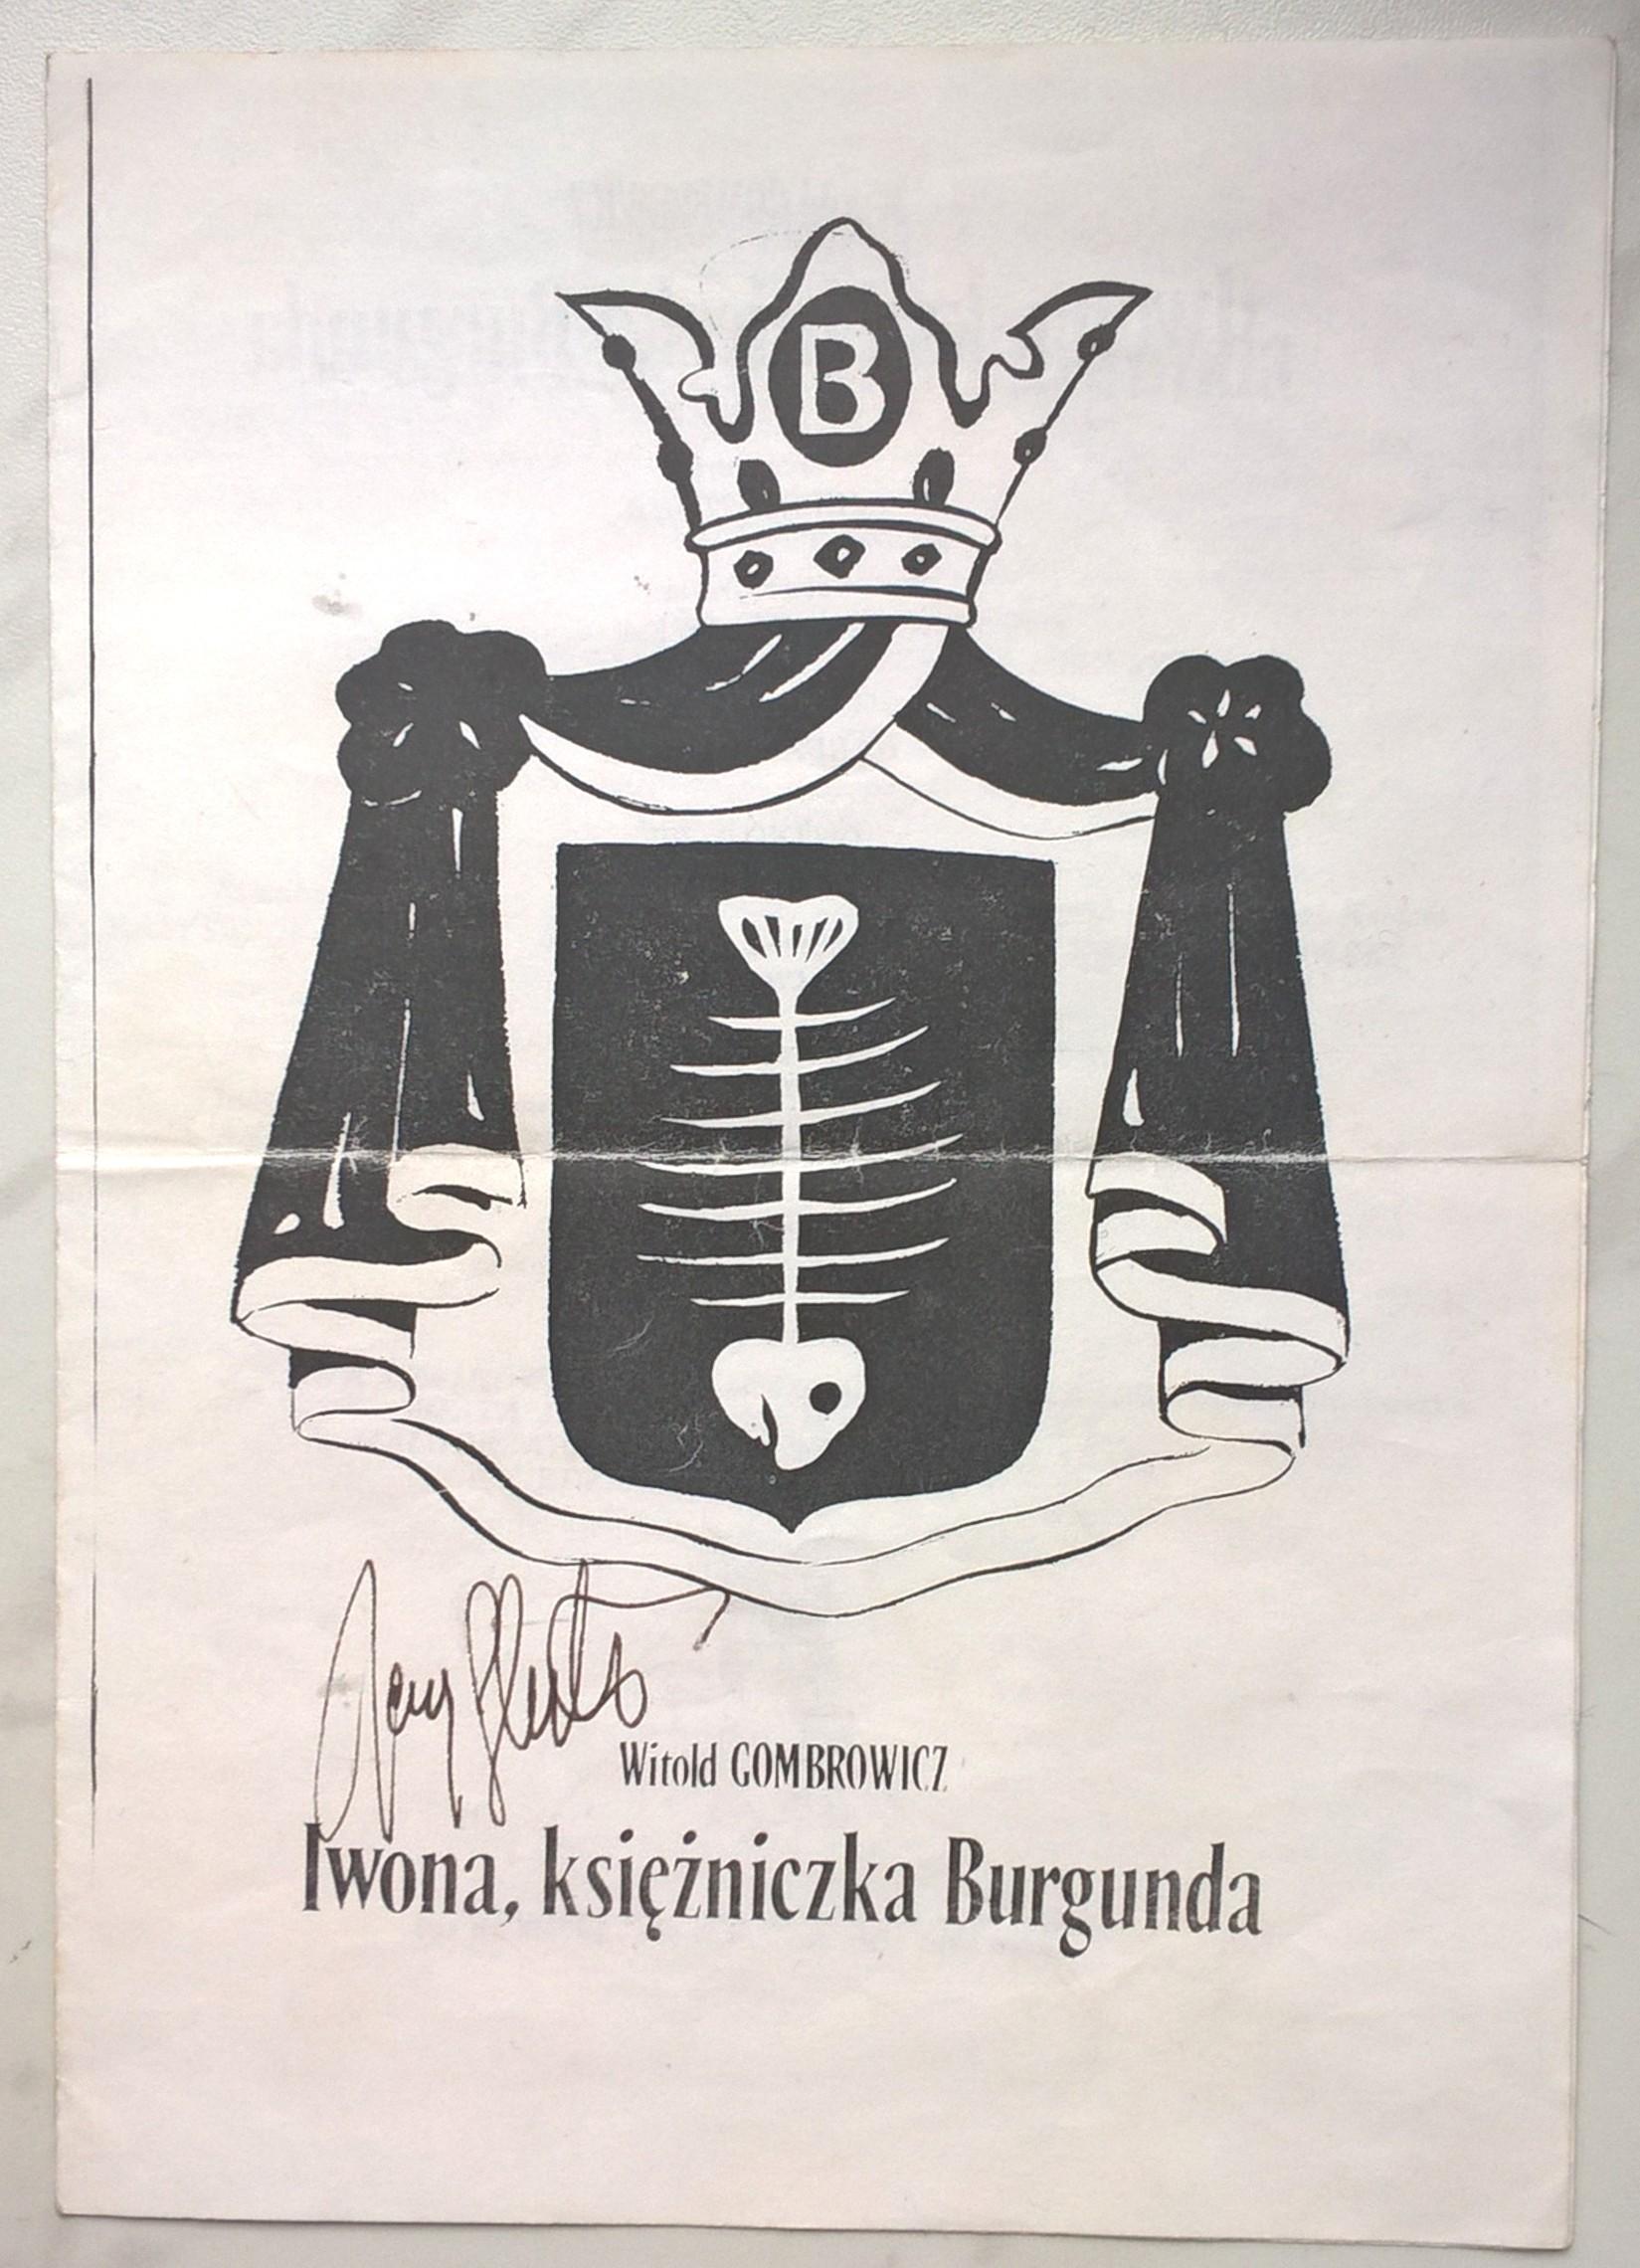 B
Witold GOMBROWICZ
Iwona, księżniczka Burgunda